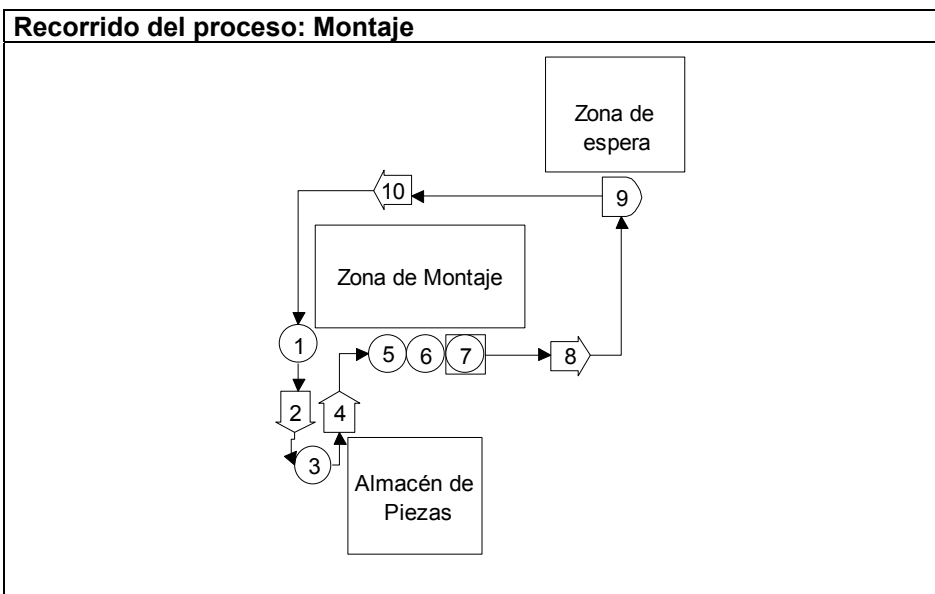 Recorrido del proceso: Montaje
Zona de
espera
10
9
Zona de Montaje
1
5
6
7
8
2
4
3
Almacén de
Piezas